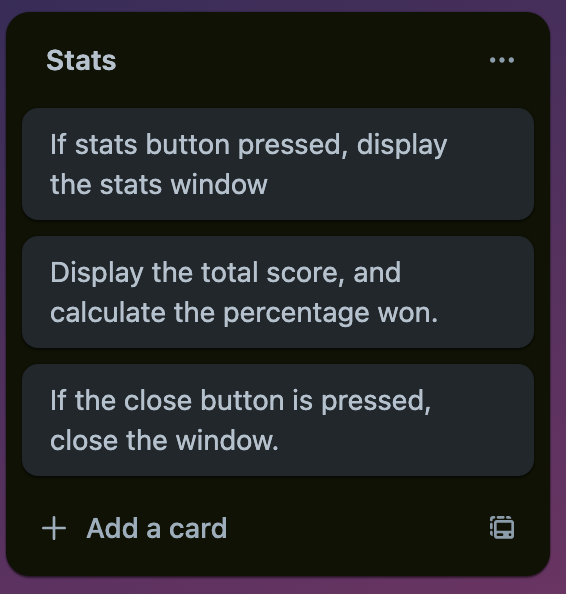 Stats
If stats button pressed, display
the stats window
Display the total score, and
calculate the percentage won.
If the close button is pressed,
close the window.
Add a card